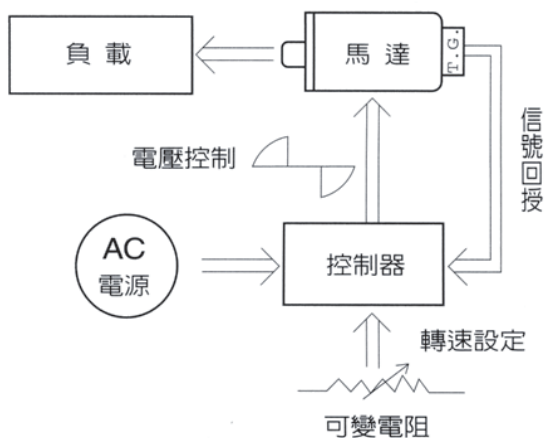 負載
馬達
T.G.
信號回授
電壓控制
AC
電源
控制器
轉速設定
可變電阻